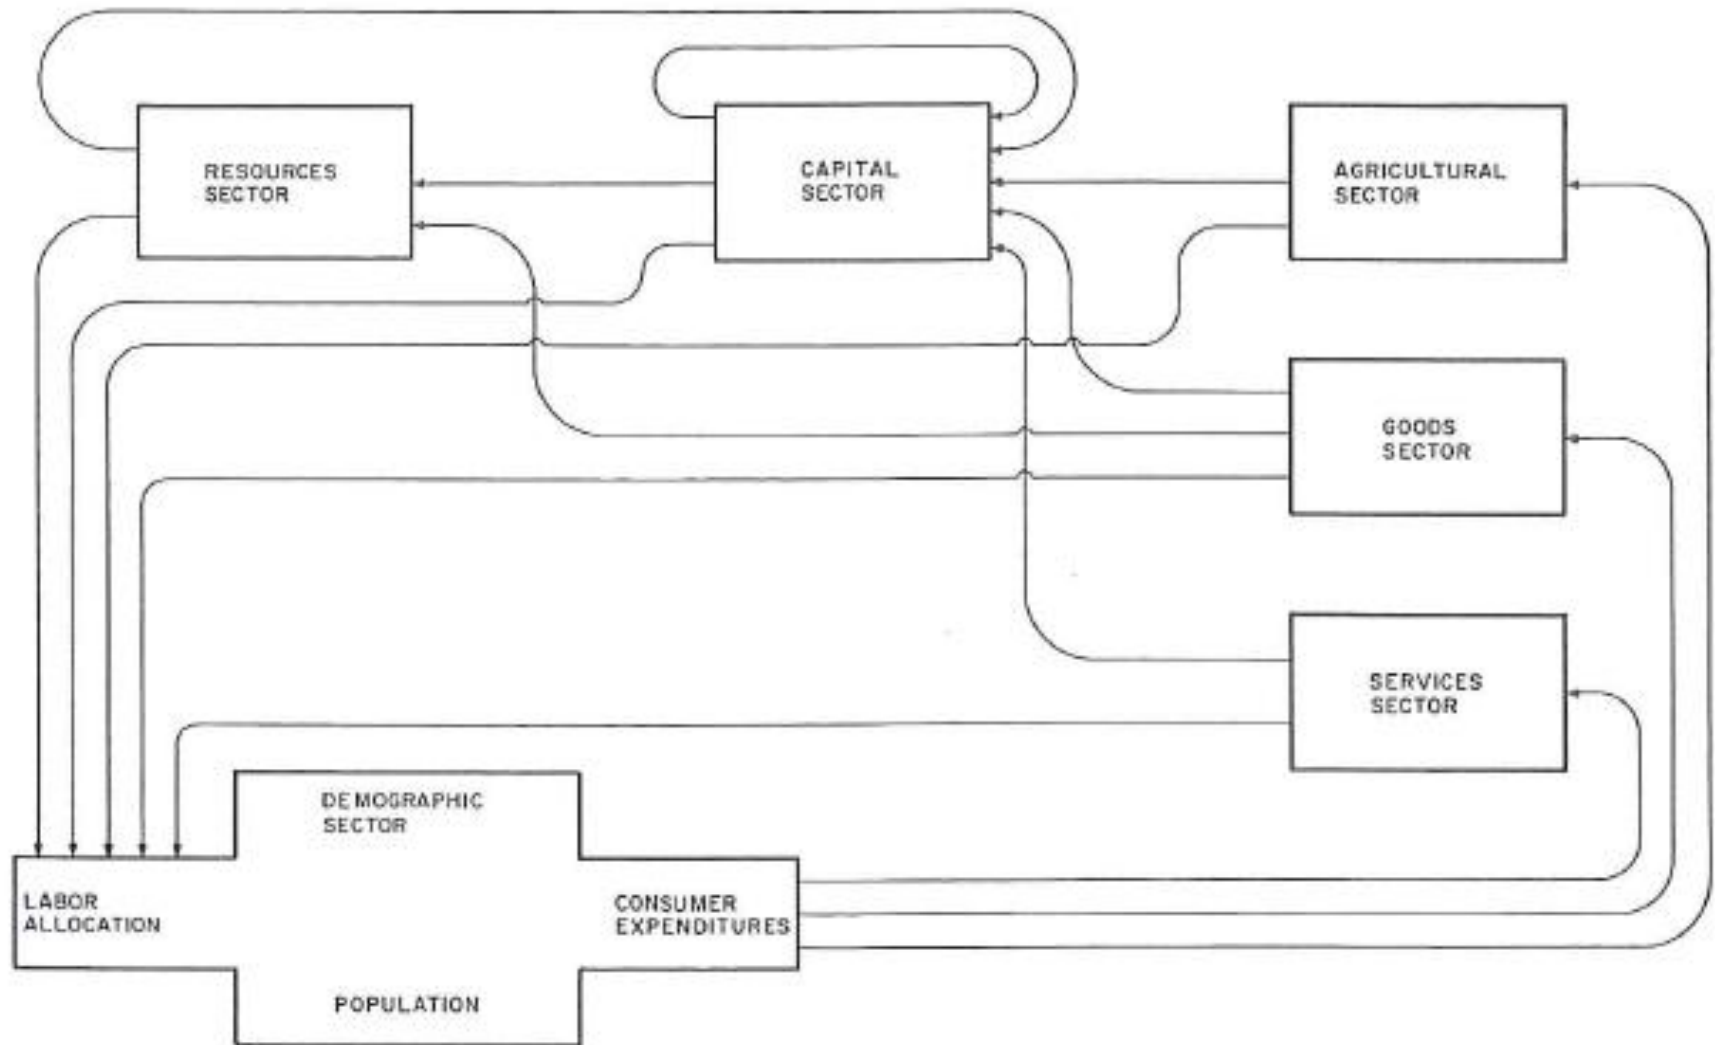 RESOURCES
SECTOR
CAPITAL
SECTOR
AGRICULTURAL
SECTOR
GOODS
SECTOR
SERVICES
SECTOR
DEMOGRAPHIC
SECTOR
LABOR
ALLOCATION
CONSUMER
EXPENDITURES
POPULATION